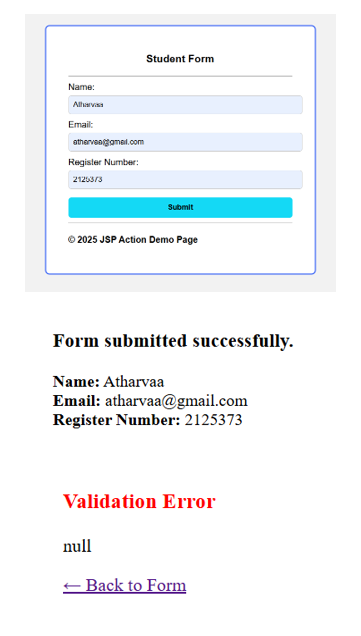 Student Form
Name:
Atharvaa
Email:
atharvaa@gmail.com
Register Number:
2125373
Submit
© 2025 JSP Action Demo Page
Form submitted successfully.
Name: Atharvaa
Email: atharvaa@gmail.com
Register Number: 2125373
Validation Error
null
← Back to Form